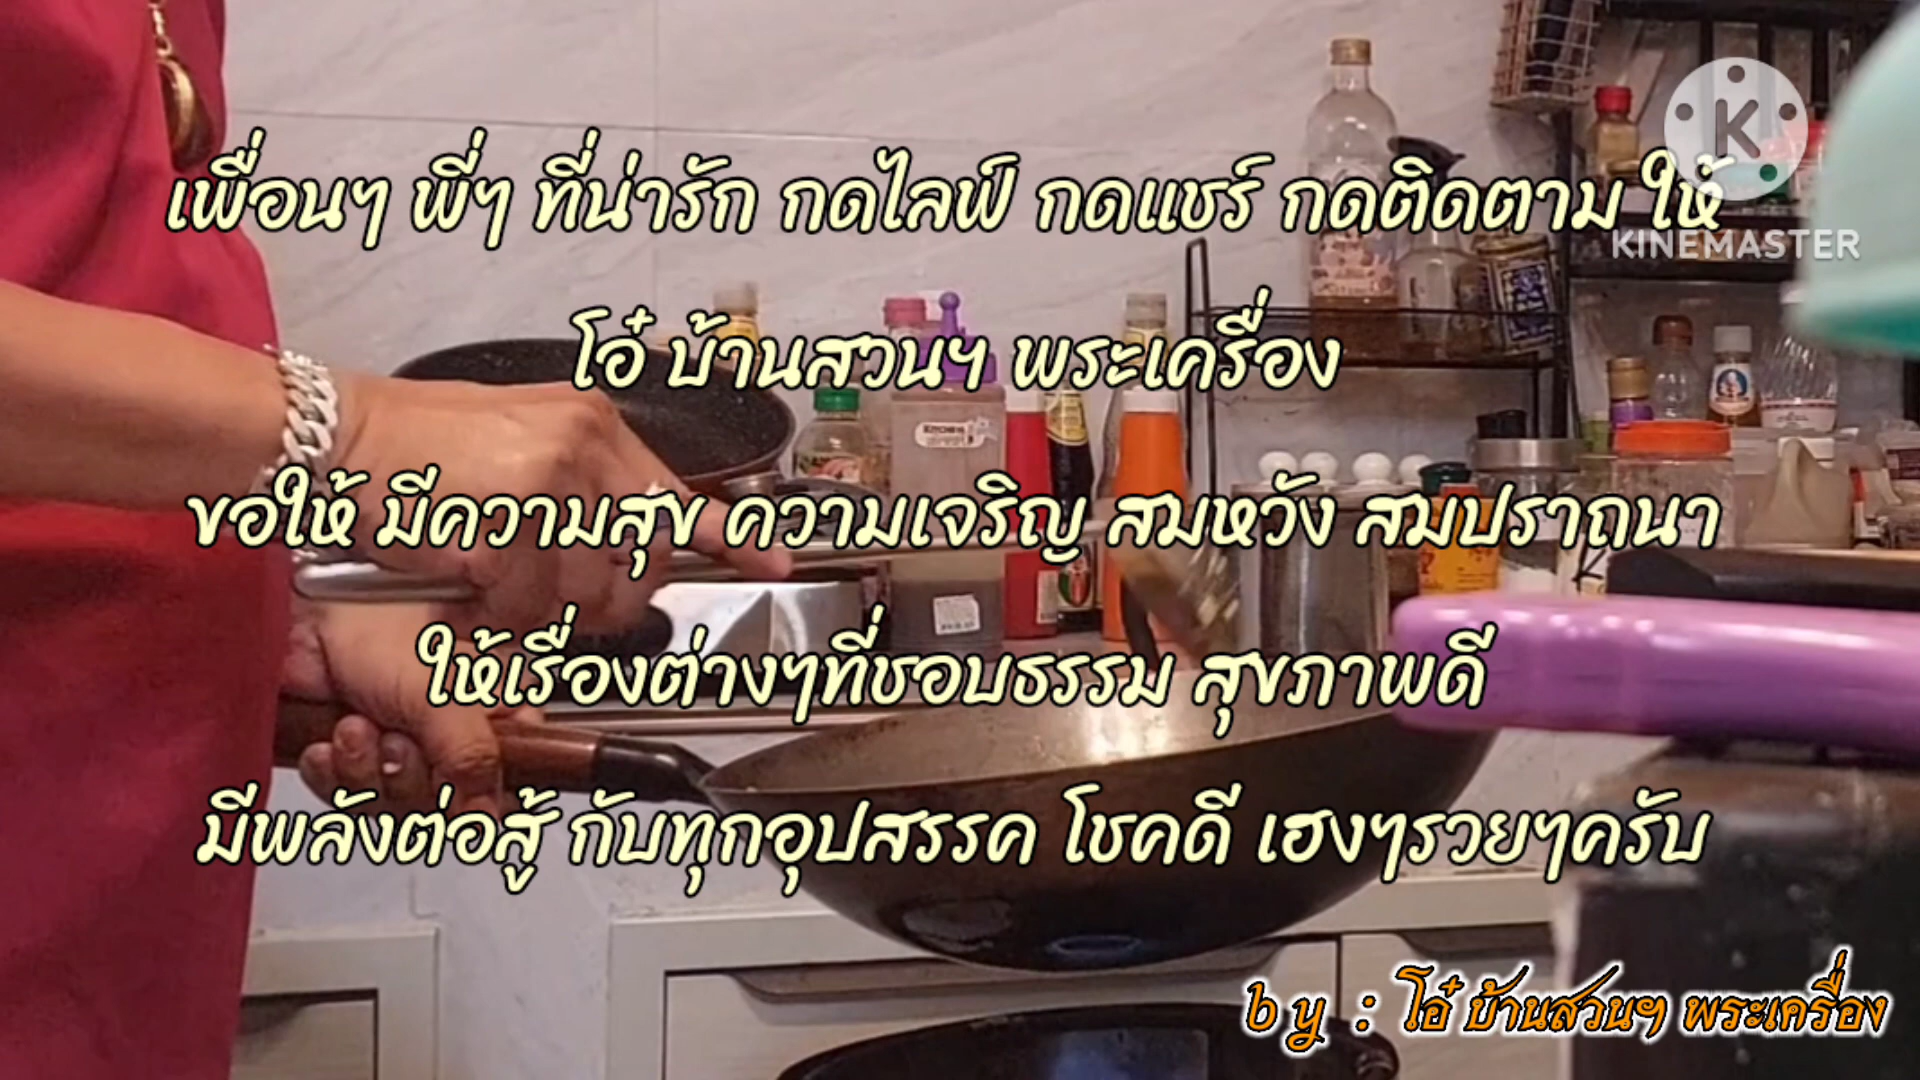 เพื่อนๆ พี่ๆ ที่น่ารัก กดไลฟ์ กดแชร์ กดติดตาม ให้
KINEMASTER
โอ๋ บ้านสวนฯ พระเครื่อง
ขอให้ มีความสุข ความเจริญ สมหวัง สมปราถนา
ให้เรื่องต่างๆที่ชอบธรรม สุขภาพดี
มีพลังต่อสู้ กับทุกอุปสรรค โชคดี เฮงๆรวยๆครับ
by : โอ๋ บ้านสวนฯ พระเครื่อง